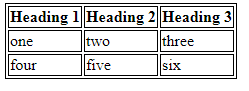 Heading 1 Heading 2 Heading 3
one two three
four five six